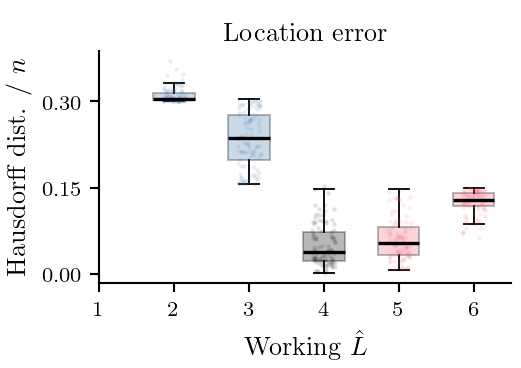 Location error
Hausdorff dist. / n
0.30
0.15
0.00
1 2 3 4 5 6
Working L̂